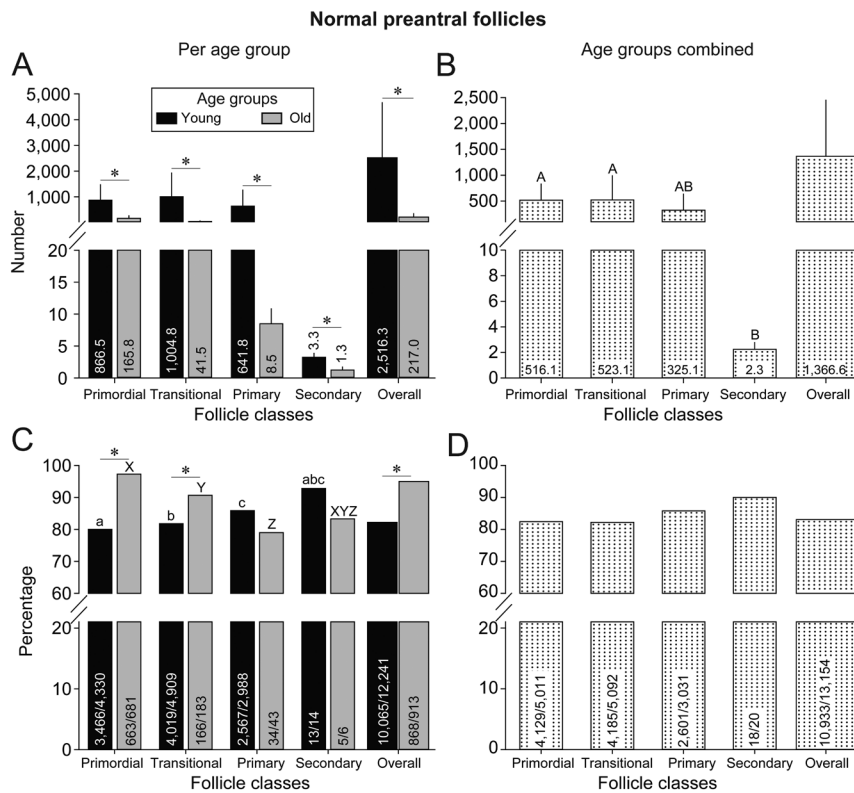 Normal preantral follicles
Per age group
Age groups combined
A
Number
5,000
4,000
3,000
2,000
1,000
20
15
10
5
0
Age groups
Young Old
* * * * *
866.5 165.8 1,004.8 41.5 641.8 8.5 3.3 1.3 2,516.3 217.0
Primordial Transitional Primary Secondary Overall
Follicle classes
B
2,500
2,000
1,500
1,000
500
10
8
6
4
2
0
A A AB B
516.1 523.1 325.1 2.3 1,366.6
Primordial Transitional Primary Secondary Overall
Follicle classes
C
Percentage
100
90
80
70
60
20
10
0
* * *
a X b Y c Z abc XYZ
3,466/4,330 663/681 4,019/4,909 166/183 2,567/2,988 34/43 13/14 5/6 10,065/12,241 868/913
Primordial Transitional Primary Secondary Overall
Follicle classes
D
100
90
80
70
60
20
10
0
4,129/5,011 4,185/5,092 2,601/3,031 18/20 10,933/13,154
Primordial Transitional Primary Secondary Overall
Follicle classes